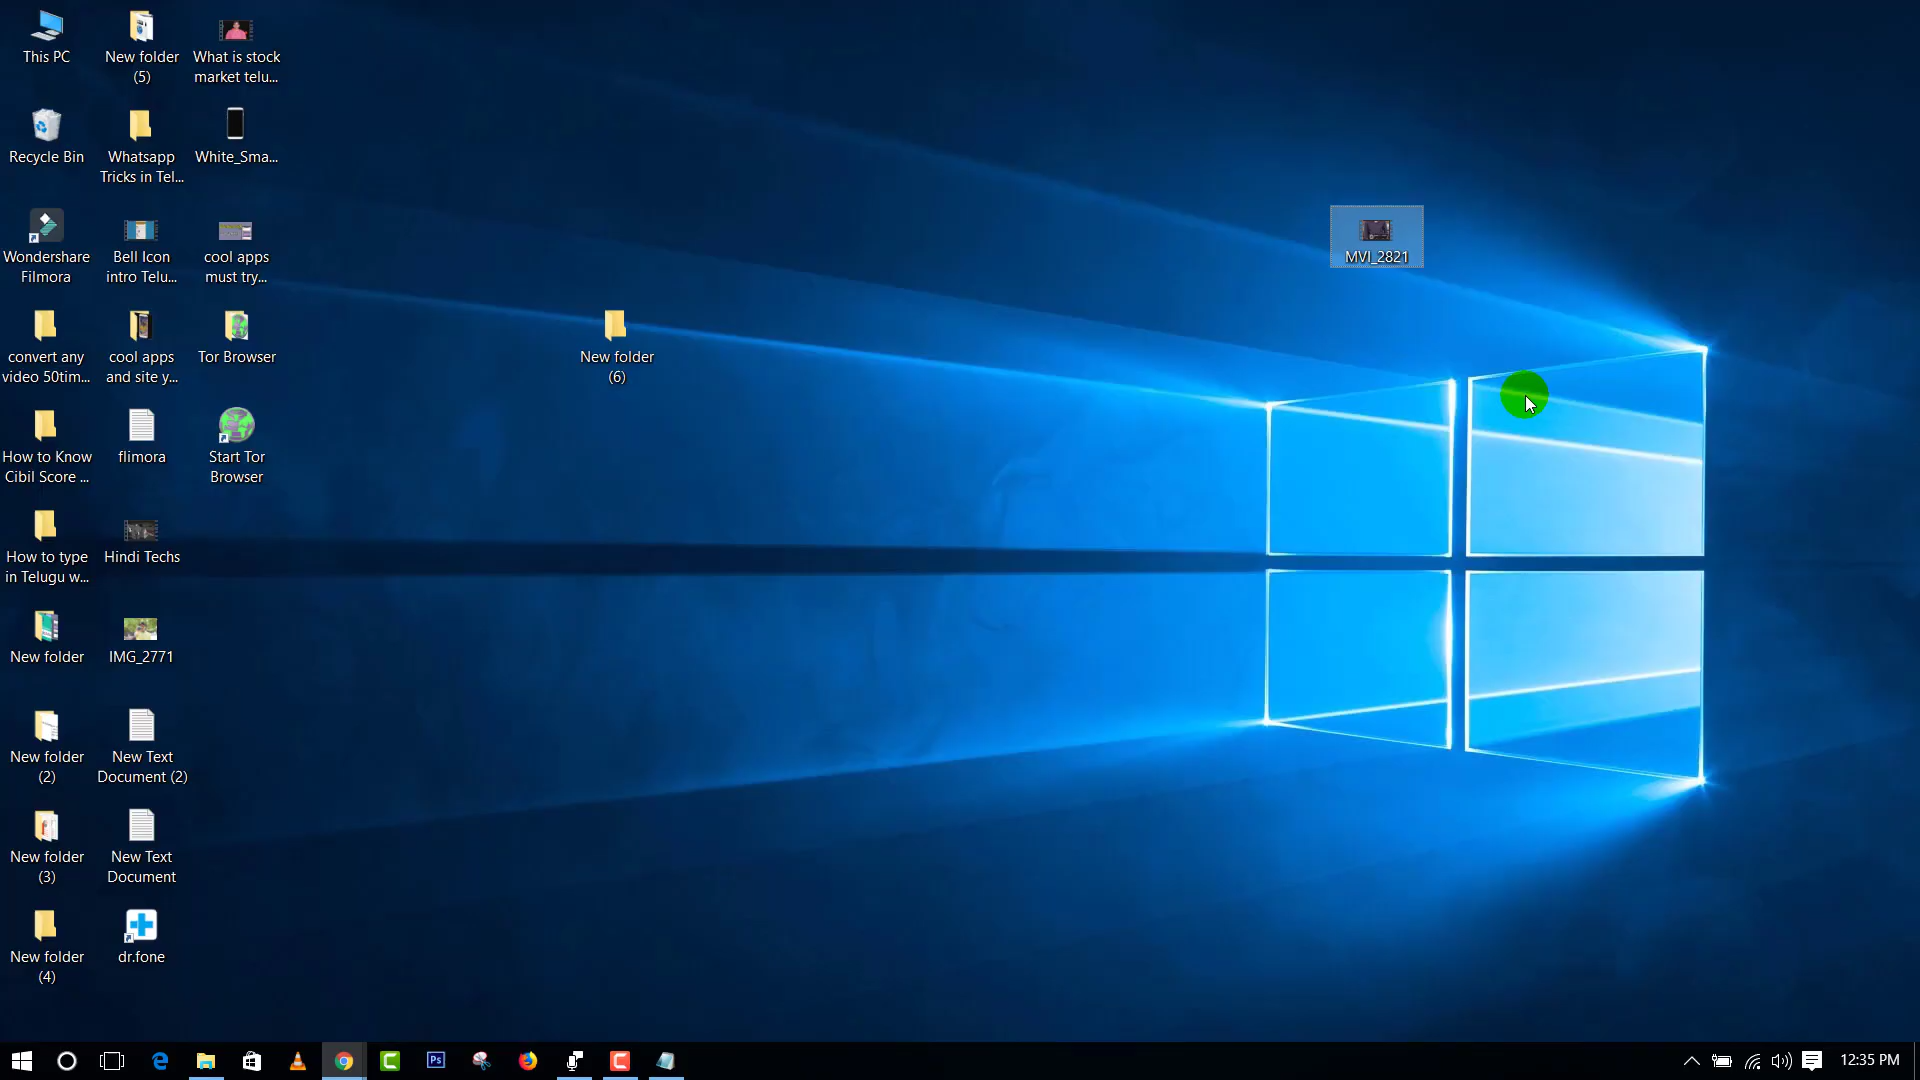 This PC
New folder
(5)
What is stock
market telu...
Recycle Bin
Whatsapp
Tricks in Tel...
White_Sma...
Wondershare
Filmora
Bell Icon
intro Telu...
cool apps
must try...
MVI_2821
convert any
video 50tim...
cool apps
and site y...
Tor Browser
New folder
(6)
How to Know
Cibil Score ...
flimora
Start Tor
Browser
How to type
in Telugu w...
Hindi Techs
New folder
IMG_2771
New folder
(2)
New Text
Document (2)
New folder
(3)
New Text
Document
New folder
(4)
dr.fone
Ps
12:35 PM